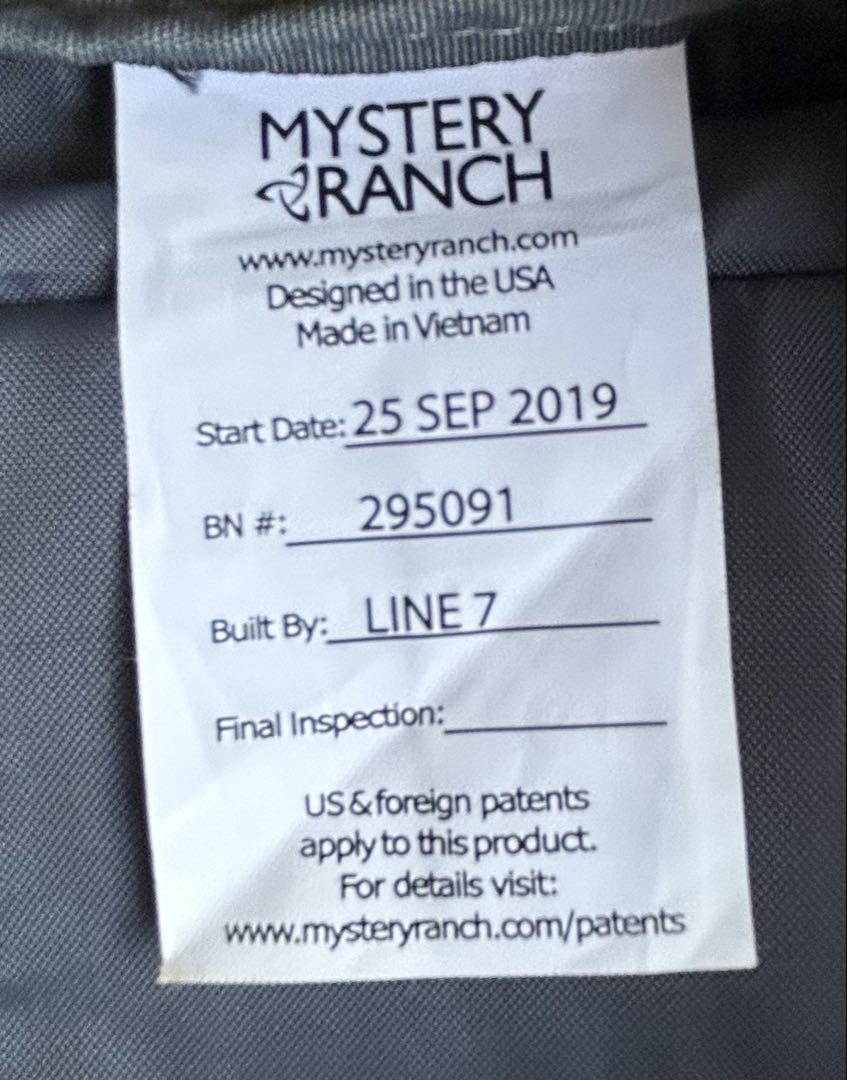 MYSTERY
RANCH
www.mysteryranch.com
Designed in the USA
Made in Vietnam
Start Date: 25 SEP 2019
BN #: 295091
Built By: LINE 7
Final Inspection:
US & foreign patents
apply to this product.
For details visit:
www.mysteryranch.com/patents